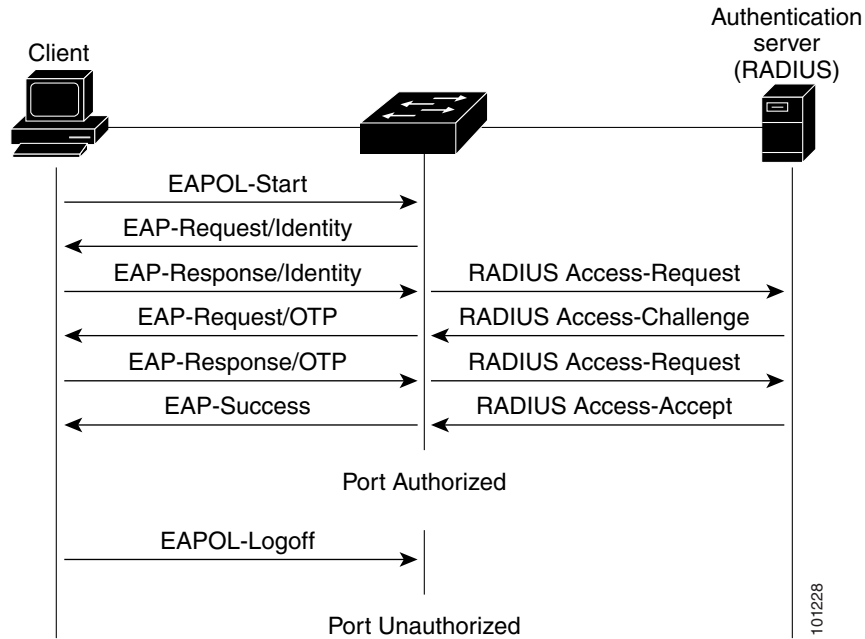 Authentication
server
(RADIUS)
Client
EAPOL-Start
EAP-Request/Identity
EAP-Response/Identity
RADIUS Access-Request
EAP-Request/OTP
RADIUS Access-Challenge
EAP-Response/OTP
RADIUS Access-Request
EAP-Success
RADIUS Access-Accept
Port Authorized
EAPOL-Logoff
Port Unauthorized
101228